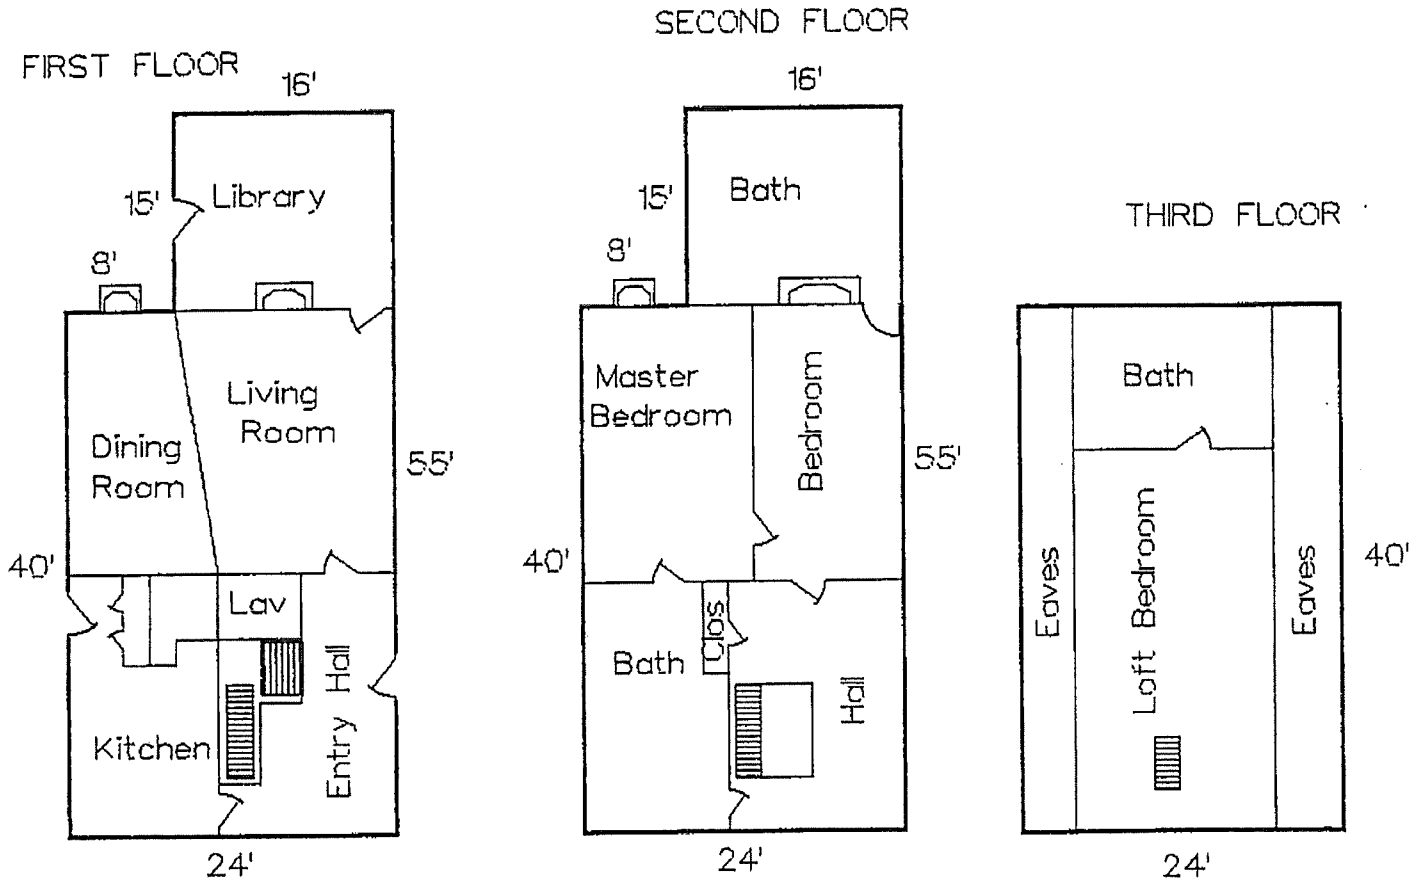 FIRST FLOOR
16'
15'
Library
8'
Living
Room
Dining
Room
55'
40'
Lav
Entry Hall
Kitchen
24'
SECOND FLOOR
16'
15'
Bath
8'
Master
Bedroom
Bedroom
55'
40'
Clos
Bath
Hall
24'
THIRD FLOOR
Bath
Eaves
Loft Bedroom
Eaves
40'
24'